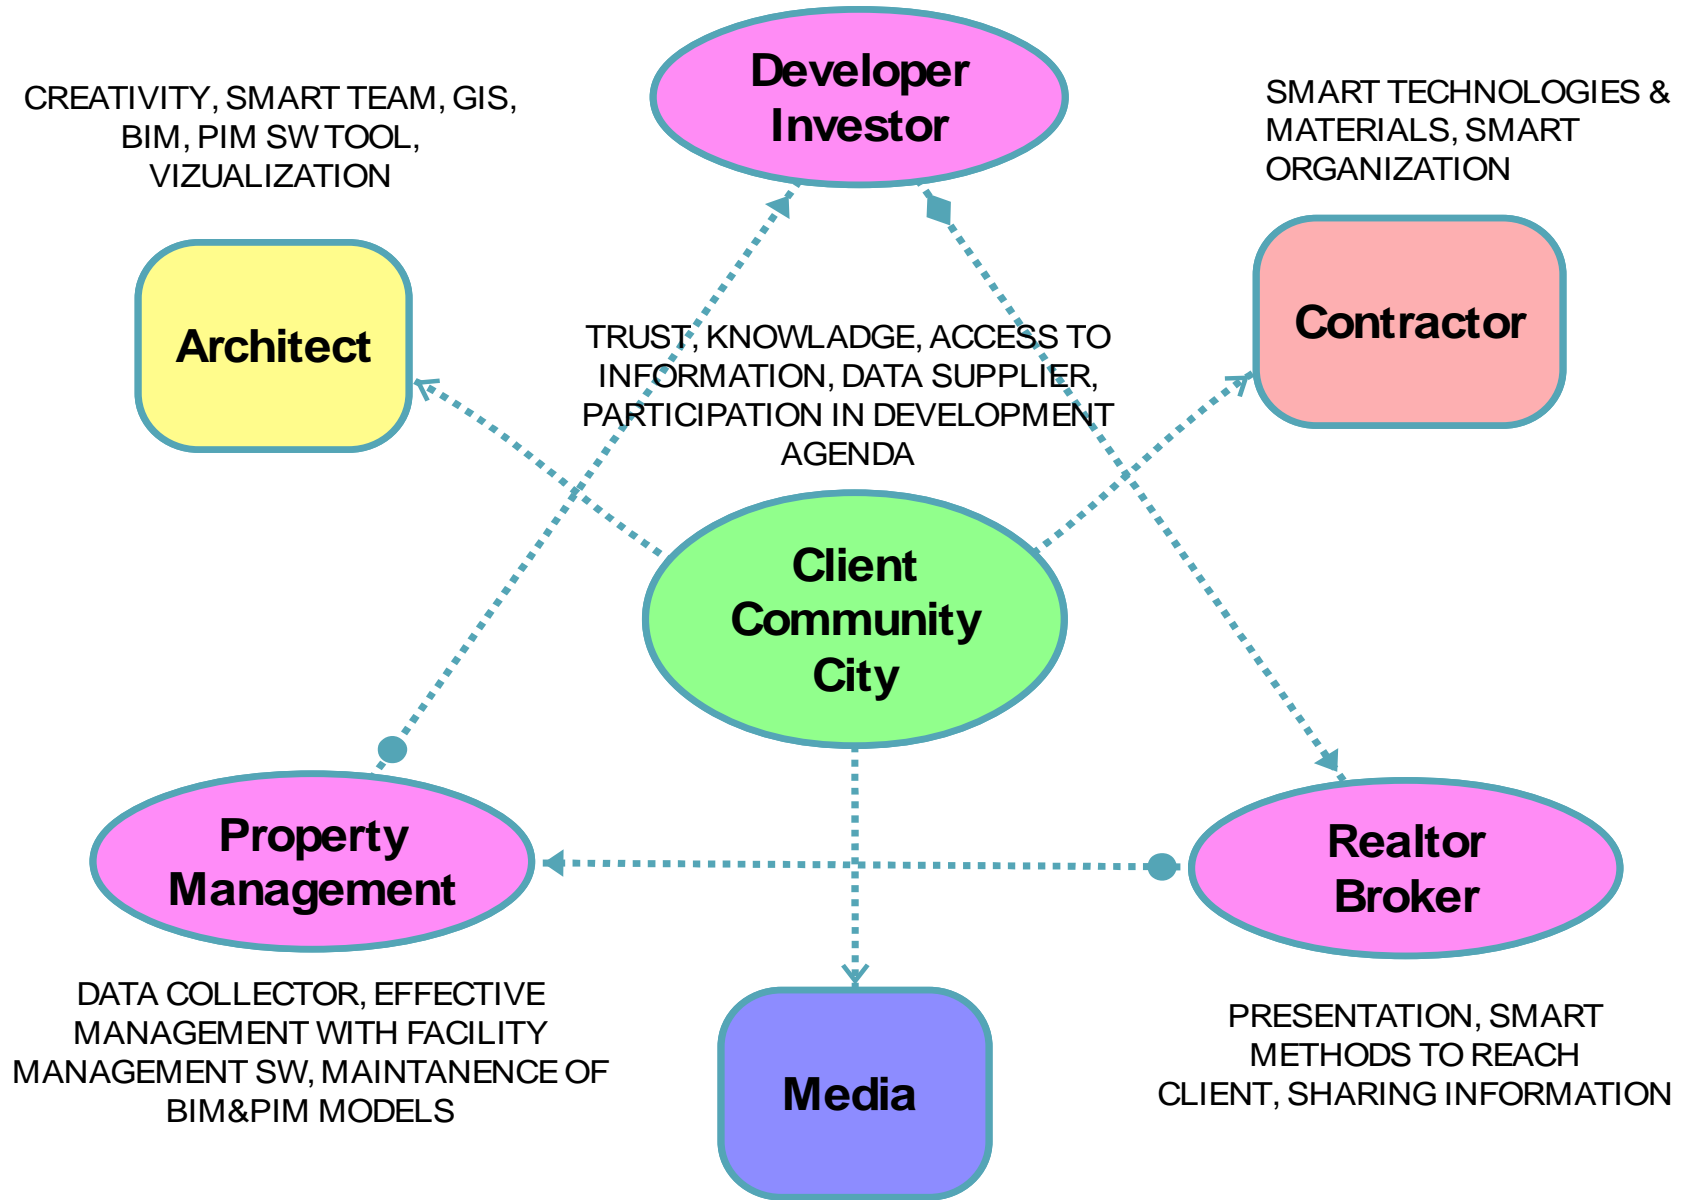 Developer
Investor
CREATIVITY, SMART TEAM, GIS,
BIM, PIM SW TOOL,
VIZUALIZATION
SMART TECHNOLOGIES &
MATERIALS, SMART
ORGANIZATION
Architect
Contractor
TRUST, KNOWLADGE, ACCESS TO
INFORMATION, DATA SUPPLIER,
PARTICIPATION IN DEVELOPMENT
AGENDA
Client
Community
City
Property
Management
Realtor
Broker
DATA COLLECTOR, EFFECTIVE
MANAGEMENT WITH FACILITY
MANAGEMENT SW, MAINTANENCE OF
BIM&PIM MODELS
Media
PRESENTATION, SMART
METHODS TO REACH
CLIENT, SHARING INFORMATION